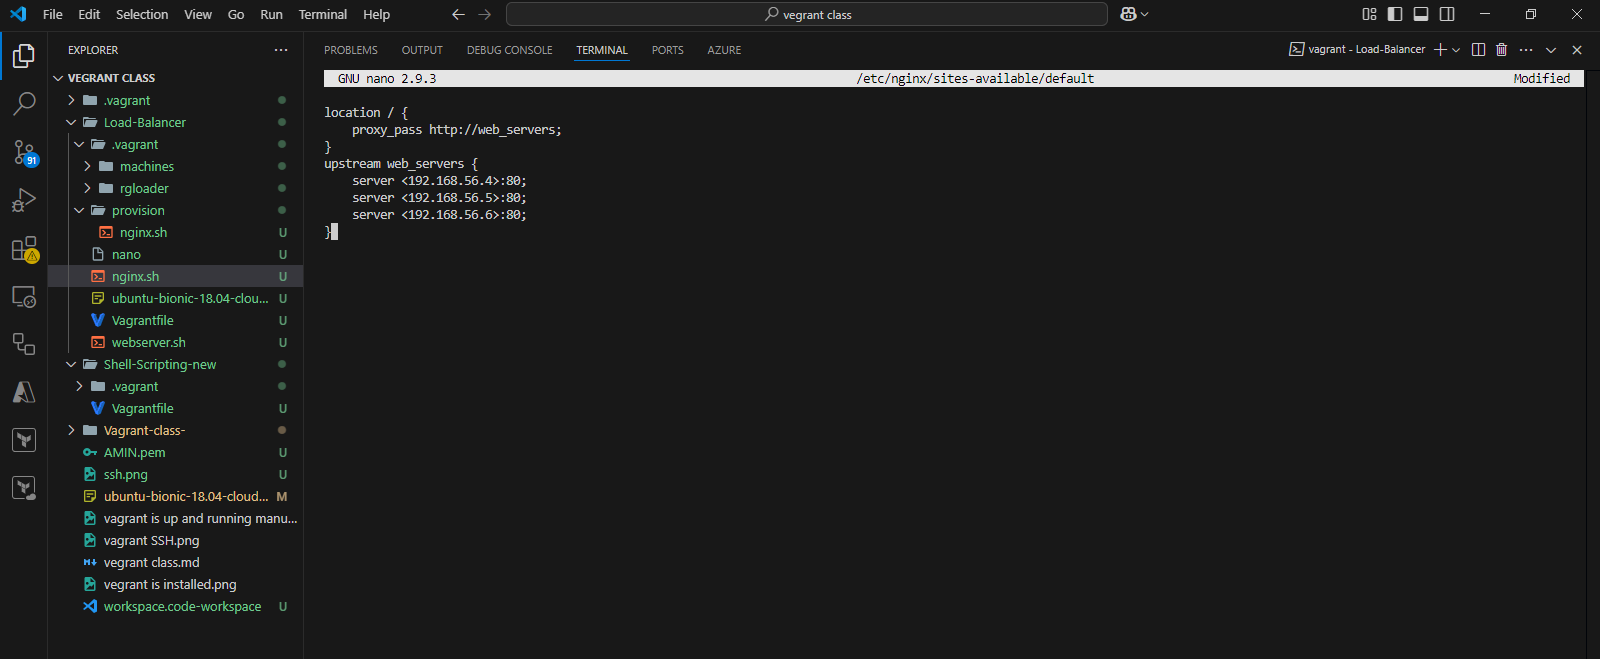 File Edit Selection View Go Run Terminal Help
vegrant class
EXPLORER
VEGRANT CLASS
.vagrant
Load-Balancer
.vagrant
machines
rgloader
provision
nginx.sh U
nano U
nginx.sh U
ubuntu-bionic-18.04-clou... U
Vagrantfile U
webserver.sh U
Shell-Scripting-new
.vagrant
Vagrantfile U
Vagrant-class-
AMIN.pem U
ssh.png U
ubuntu-bionic-18.04-cloud... M
vagrant is up and running manu...
vagrant SSH.png
vegrant class.md
vegrant is installed.png
workspace.code-workspace U
91
PROBLEMS OUTPUT DEBUG CONSOLE TERMINAL PORTS AZURE
vagrant - Load-Balancer
GNU nano 2.9.3 /etc/nginx/sites-available/default Modified
location / {
    proxy_pass http://web_servers;
}
upstream web_servers {
    server <192.168.56.4>:80;
    server <192.168.56.5>:80;
    server <192.168.56.6>:80;
}